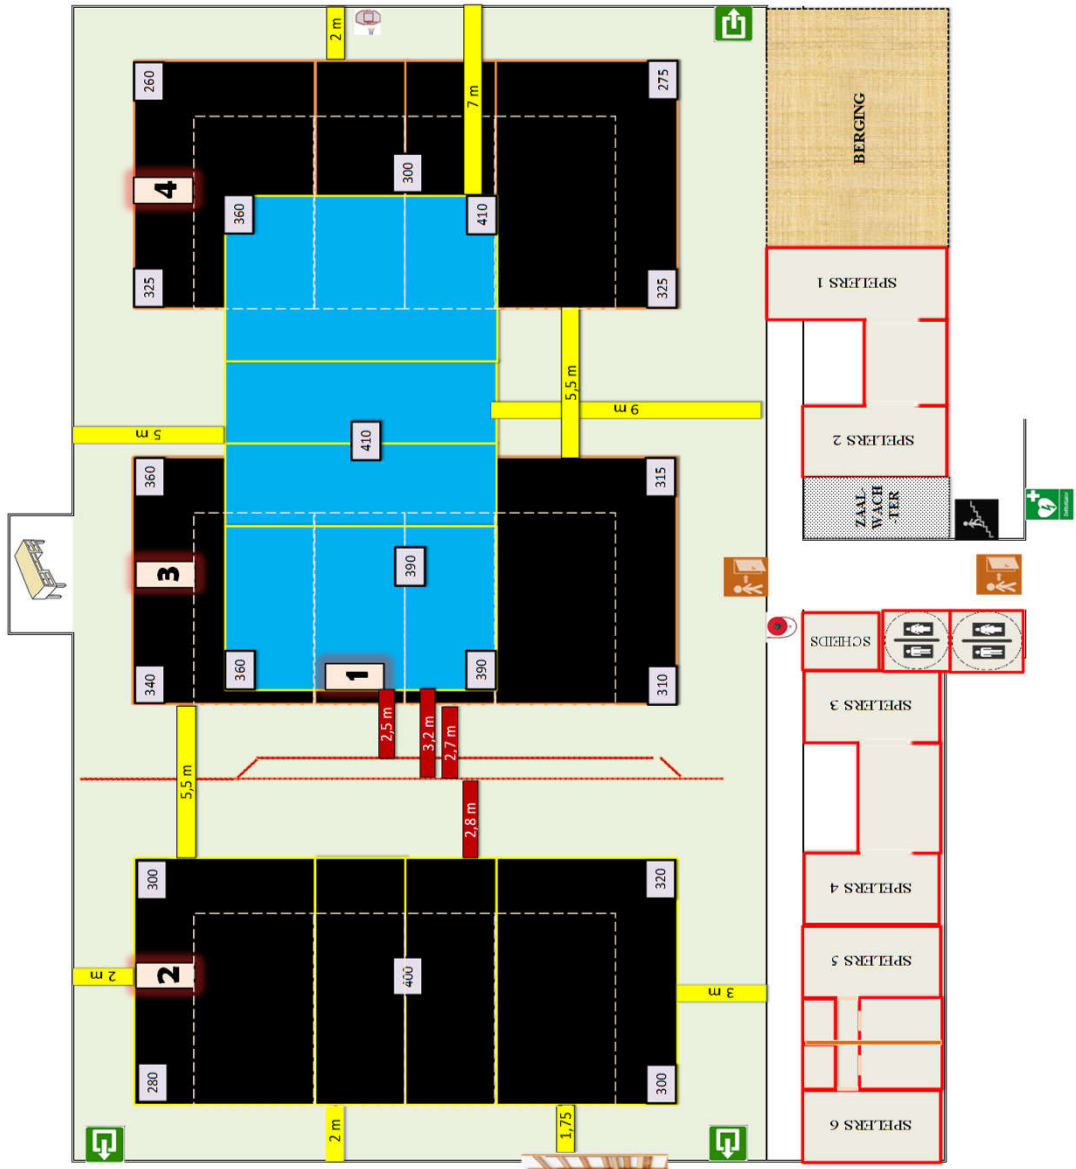 2 m
7 m
260
275
4
300
360
410
325
325
5,5 m
9 m
5 m
410
360
315
3
390
360
390
1
340
310
2,5 m
3,2 m
2,7 m
5,5 m
2,8 m
300
320
2
2 m
400
3 m
280
300
2 m
1,75
BERGING
SPELERS 1
SPELERS 2
ZAAL-
WACH
-TER
SCHEIDS
SPELERS 3
SPELERS 4
SPELERS 5
SPELERS 6